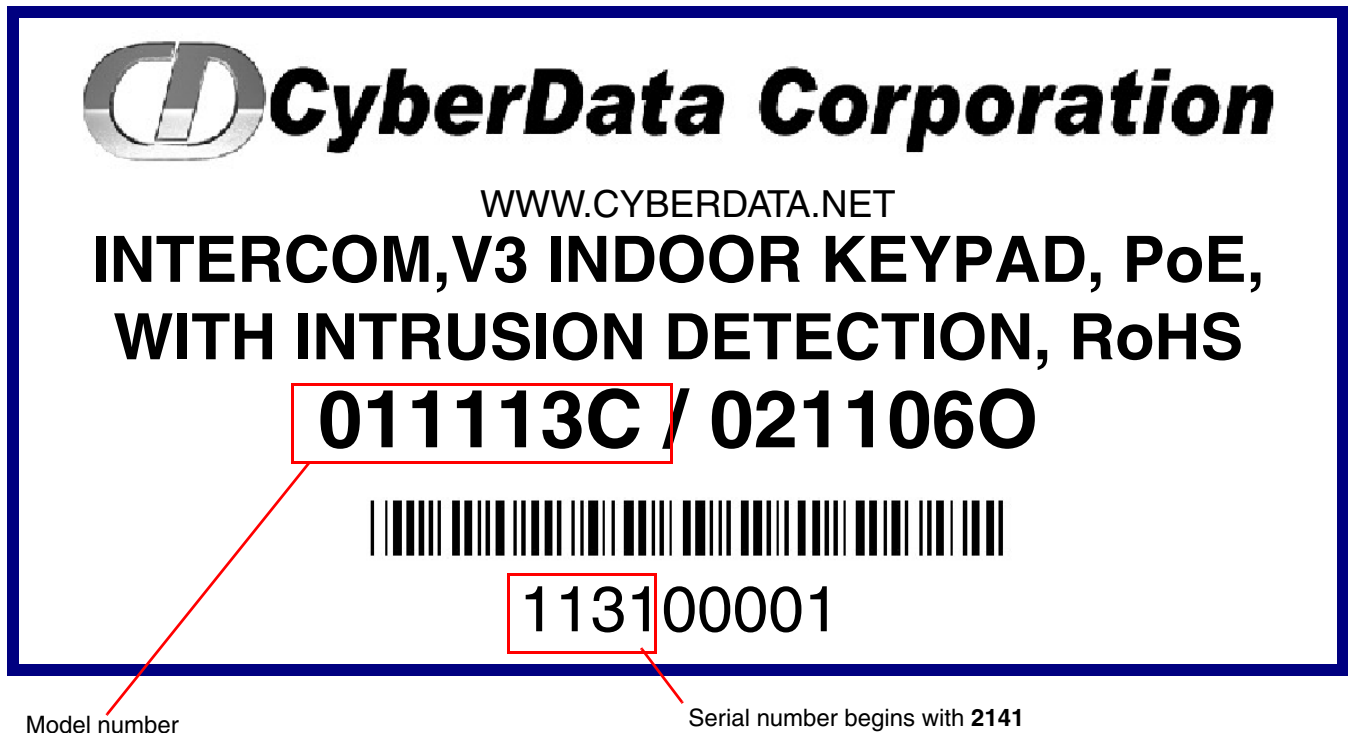 CyberData Corporation
WWW.CYBERDATA.NET
INTERCOM,V3 INDOOR KEYPAD, PoE,
WITH INTRUSION DETECTION, RoHS
011113C / 021106O
113100001
Model number
Serial number begins with 2141